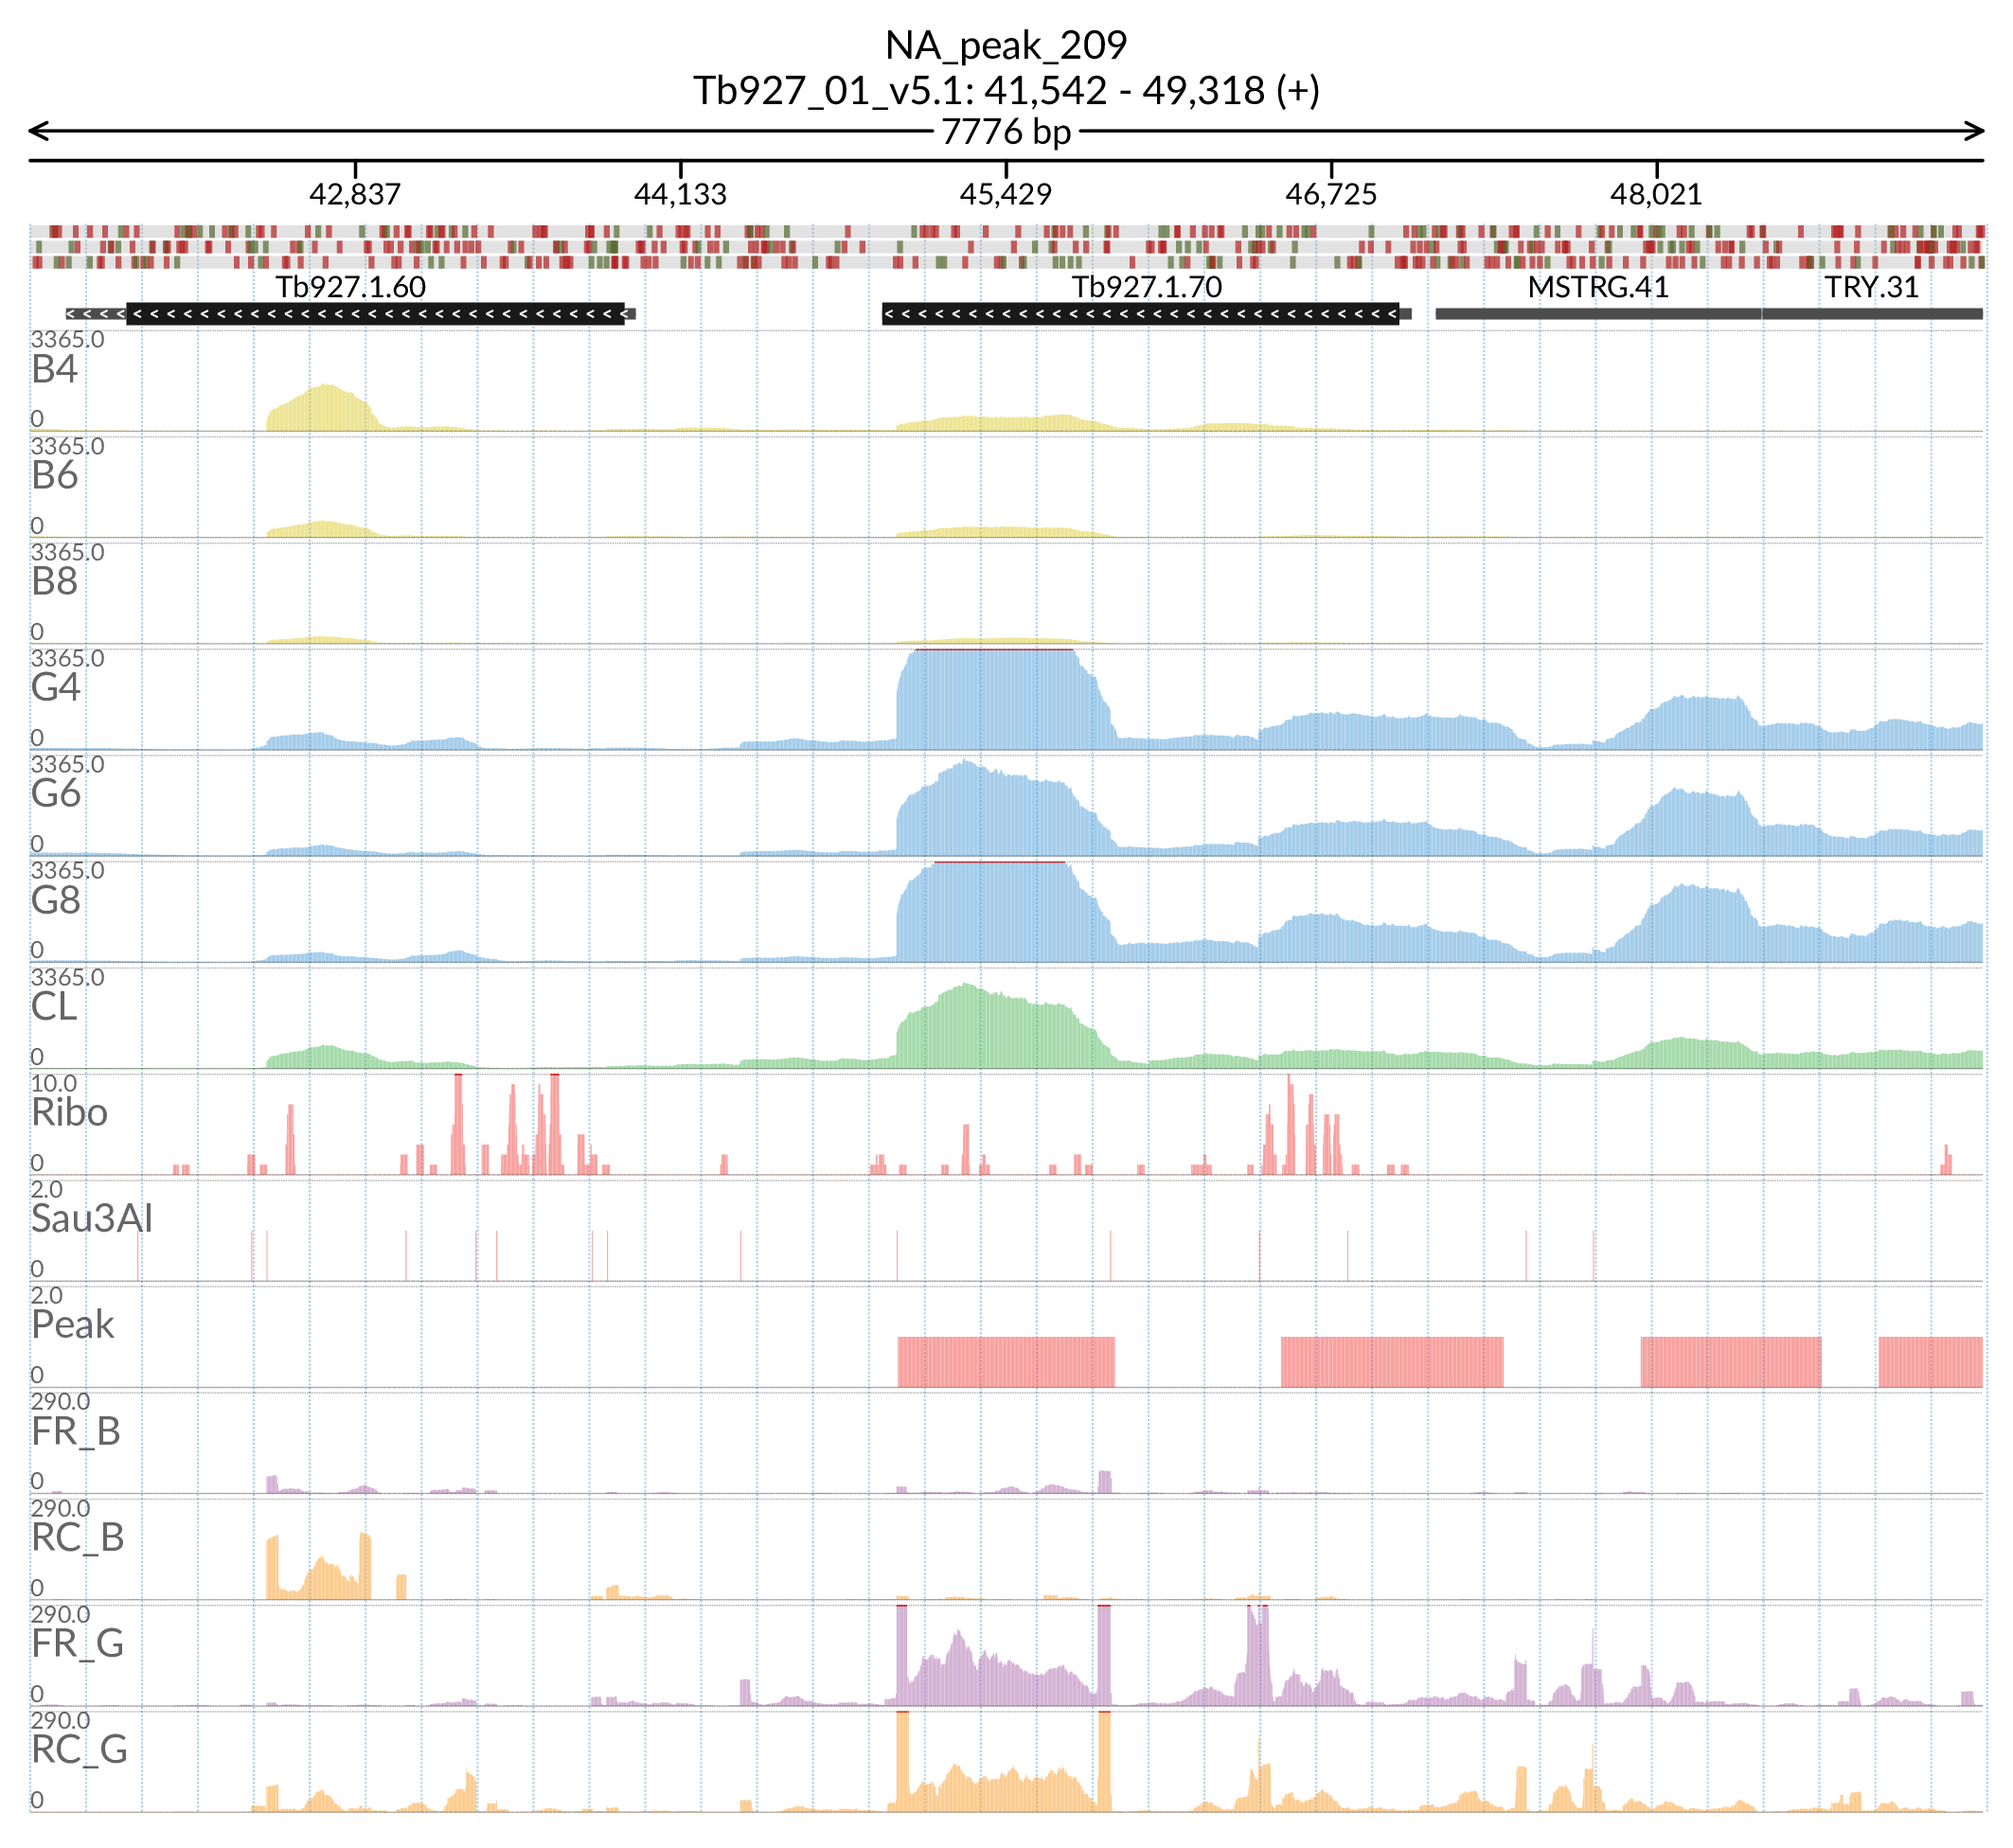 NA_peak_209
Tb927_01_v5.1: 41,542 - 49,318 (+)
7776 bp
42,837 44,133 45,429 46,725 48,021
Tb927.1.60 Tb927.1.70 MSTRG.41 TRY.31
3365.0
B4
0
3365.0
B6
0
3365.0
B8
0
3365.0
G4
0
3365.0
G6
0
3365.0
G8
0
3365.0
CL
0
10.0
Ribo
0
2.0
Sau3AI
0
2.0
Peak
0
290.0
FR_B
0
290.0
RC_B
0
290.0
FR_G
0
290.0
RC_G
0